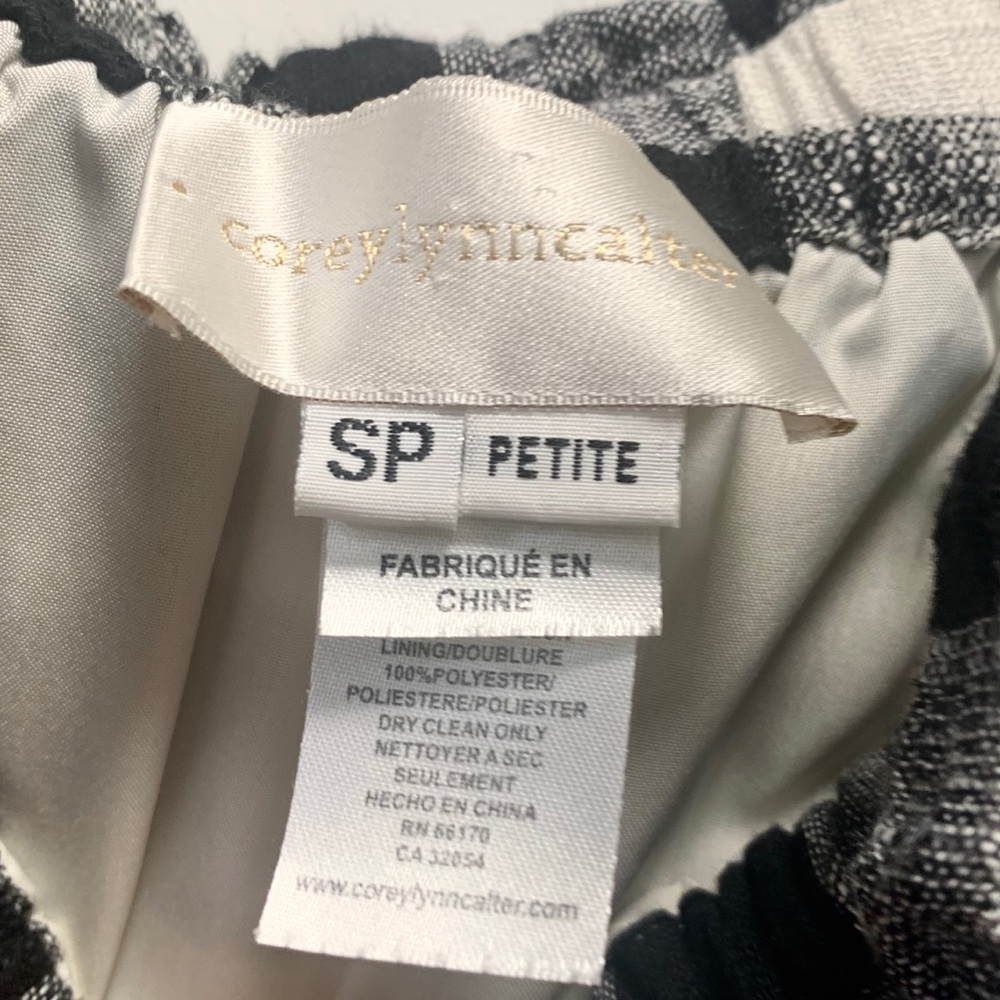 coreylynncalter
SP PETITE
FABRIQUÉ EN
CHINE
LINING/DOUBLURE
100%POLYESTER/
POLIESTERE/POLIESTER
DRY CLEAN ONLY
NETTOYER A SEC
SEULEMENT
HECHO EN CHINA
RN 66170
CA 32054
www.coreylynncalter.com